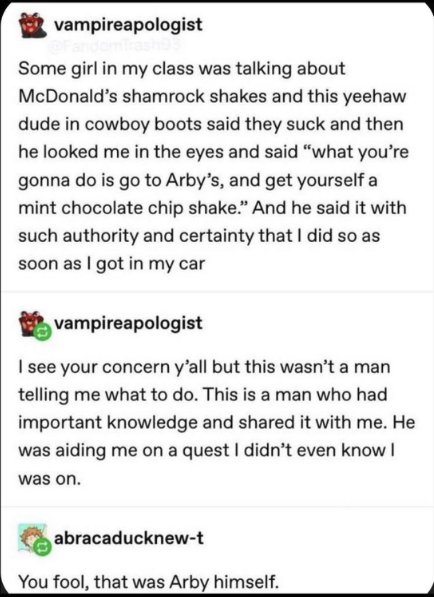 vampireapologist
@FandomTrash03
Some girl in my class was talking about
McDonald’s shamrock shakes and this yeehaw
dude in cowboy boots said they suck and then
he looked me in the eyes and said “what you’re
gonna do is go to Arby’s, and get yourself a
mint chocolate chip shake.” And he said it with
such authority and certainty that I did so as
soon as I got in my car
vampireapologist
I see your concern y’all but this wasn’t a man
telling me what to do. This is a man who had
important knowledge and shared it with me. He
was aiding me on a quest I didn’t even know I
was on.
abracaducknew-t
You fool, that was Arby himself.